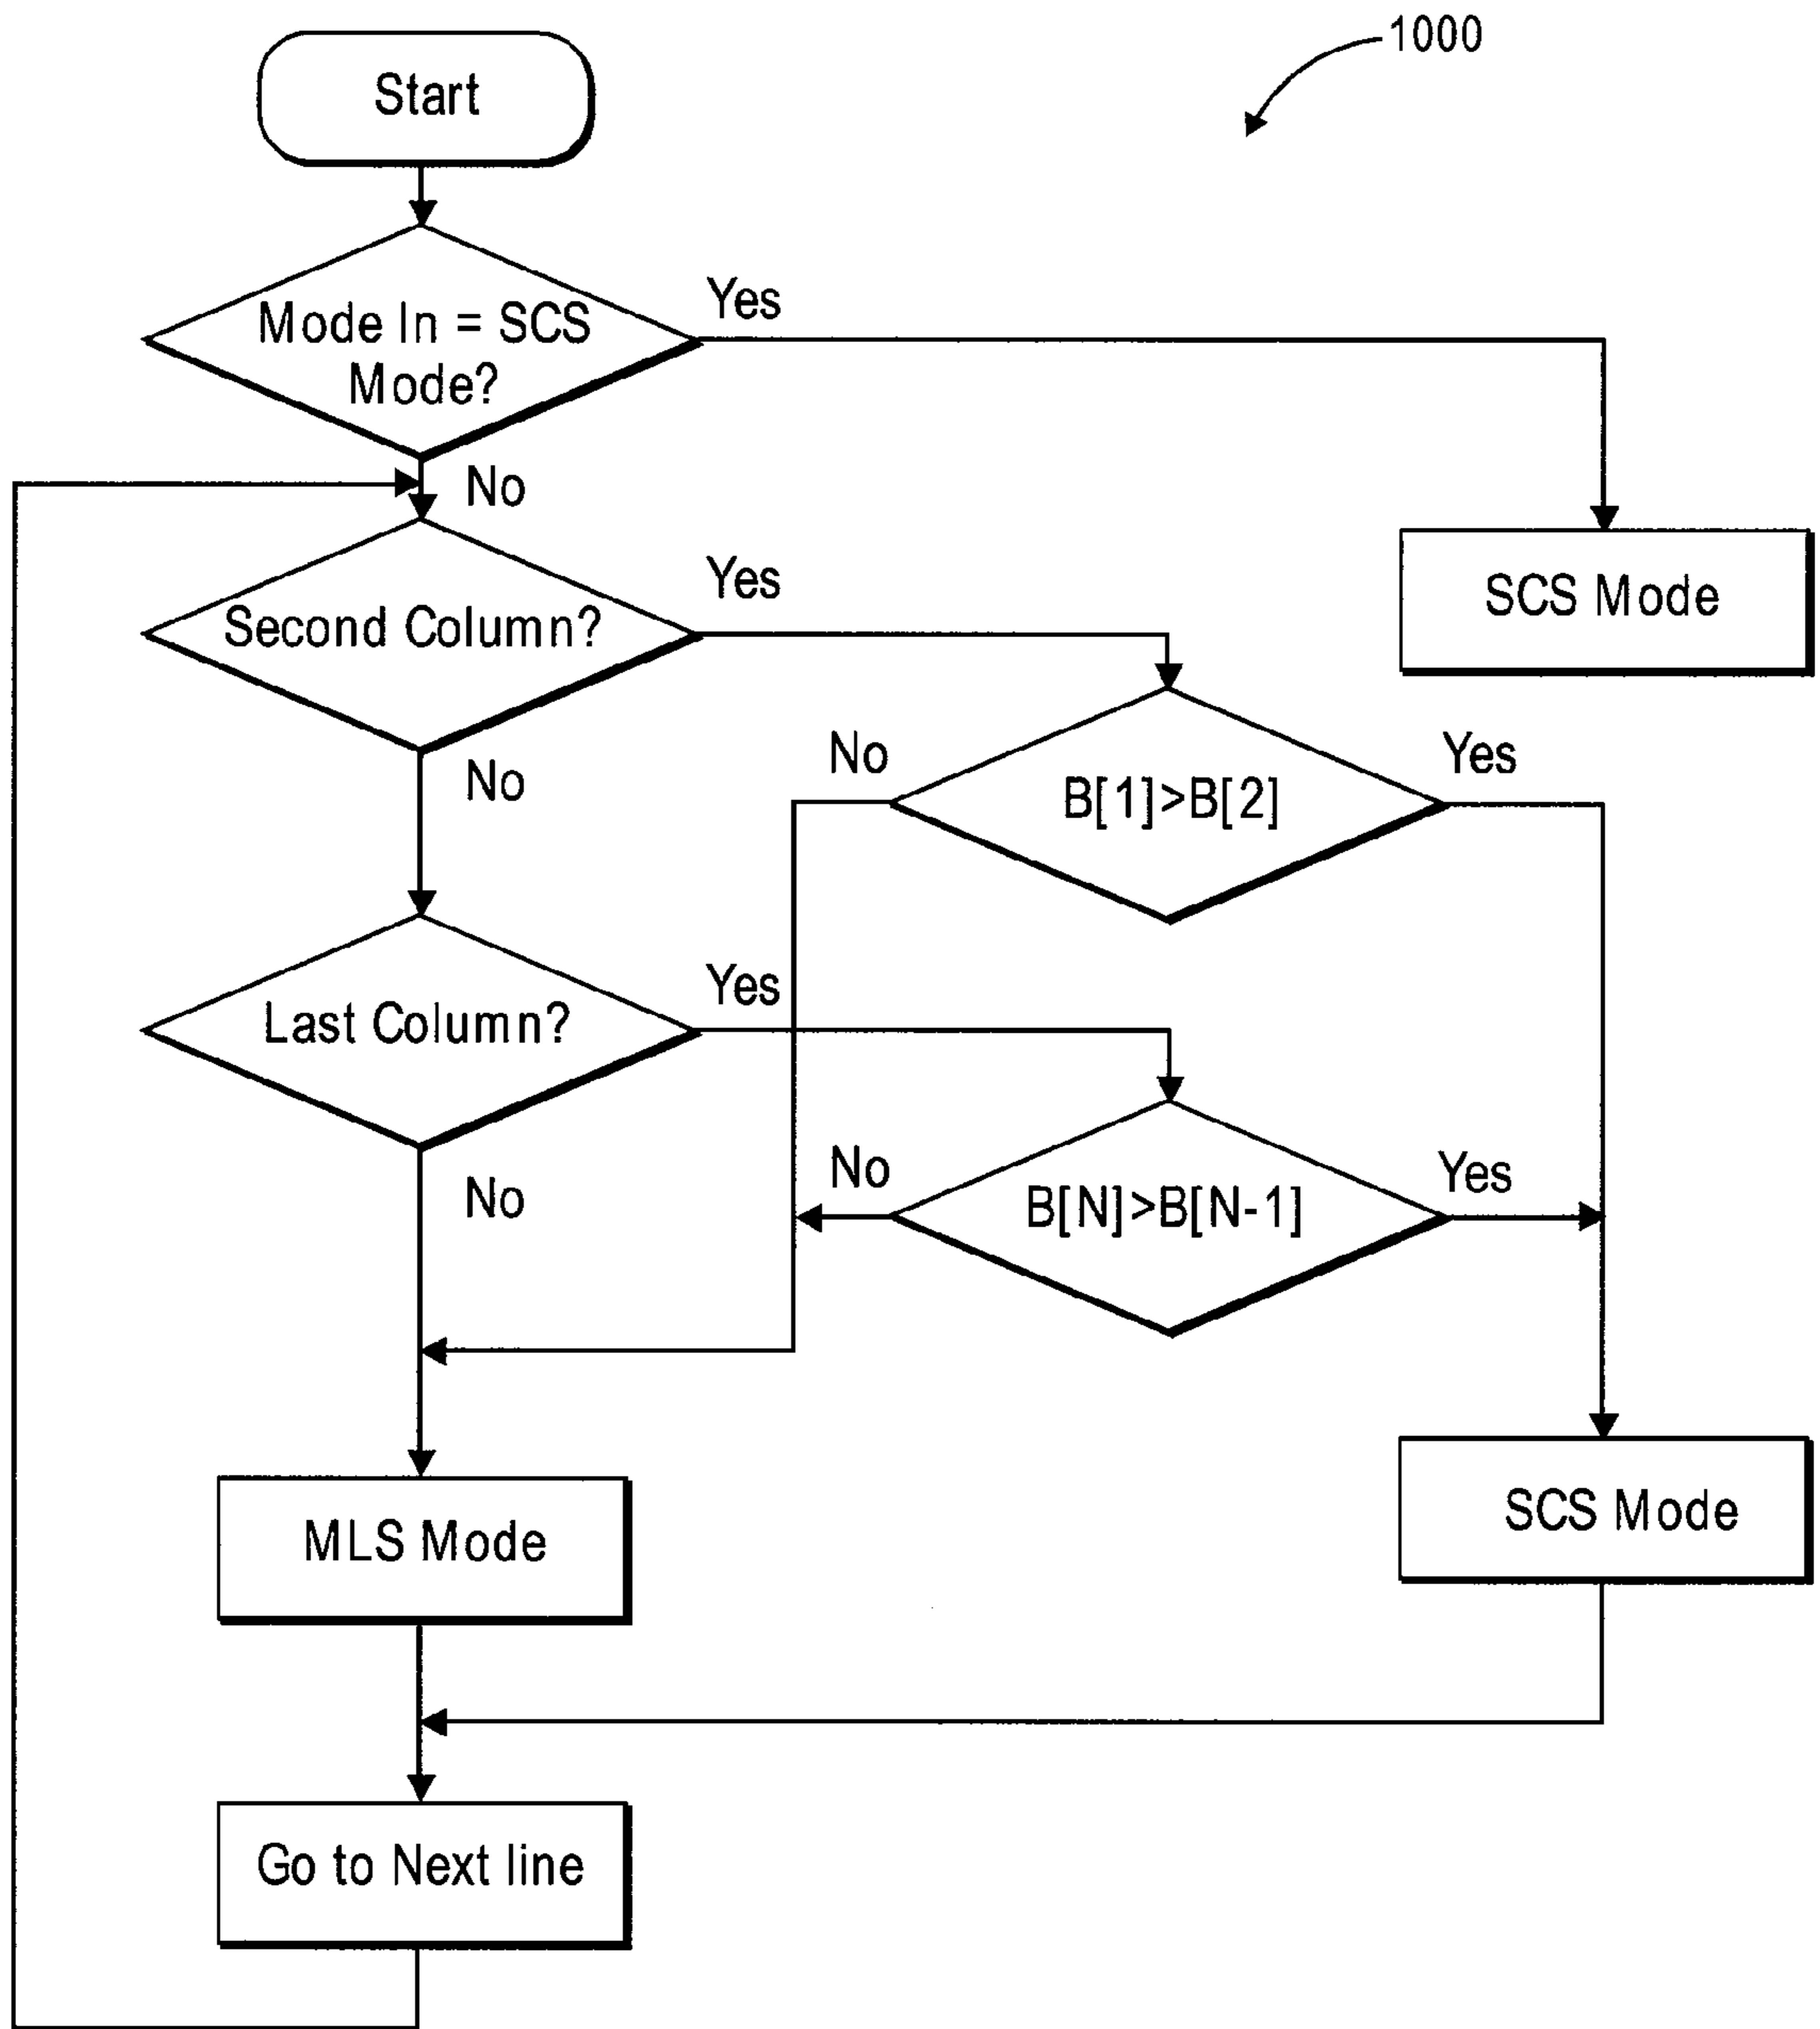 1000
Start
Mode In = SCS
Mode?
Yes
No
SCS Mode
Second Column?
Yes
No
B[1]>B[2]
No
Yes
Last Column?
Yes
No
B[N]>B[N-1]
No
Yes
MLS Mode
SCS Mode
Go to Next line